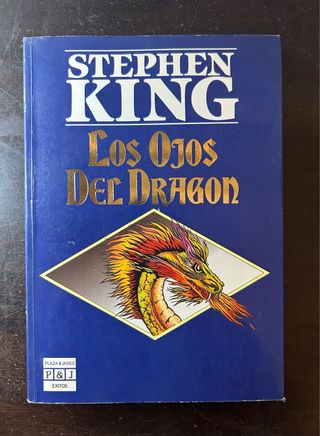 STEPHEN
KING
LOS OJOS
DEL DRAGON
PLAZA & JANES
P & J
EXITOS